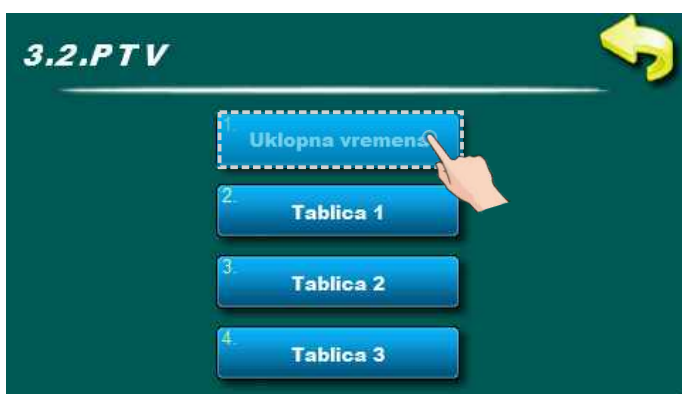 3.2.PTV
1.
Uklopna vremena
2.
Tablica 1
3.
Tablica 2
4.
Tablica 3